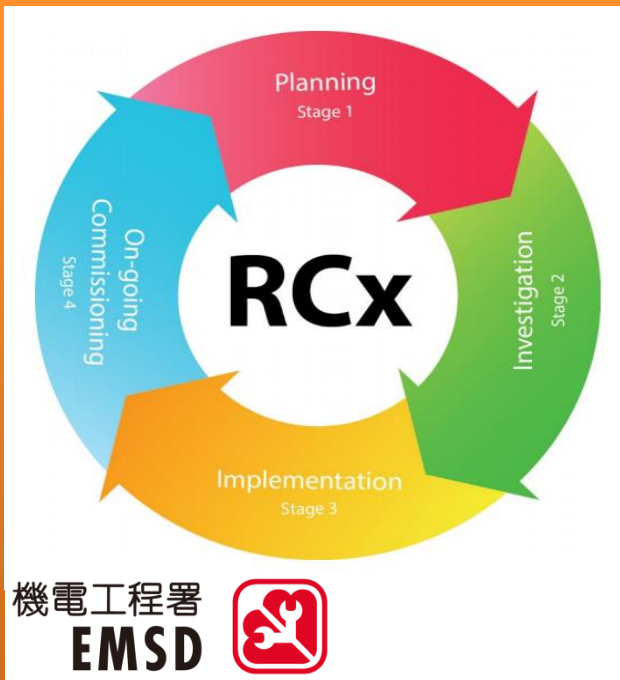 Planning
Stage 1
Investigation
Stage 2
Implementation
Stage 3
On-going
Commissioning
Stage 4
RCx
機電工程署
EMSD